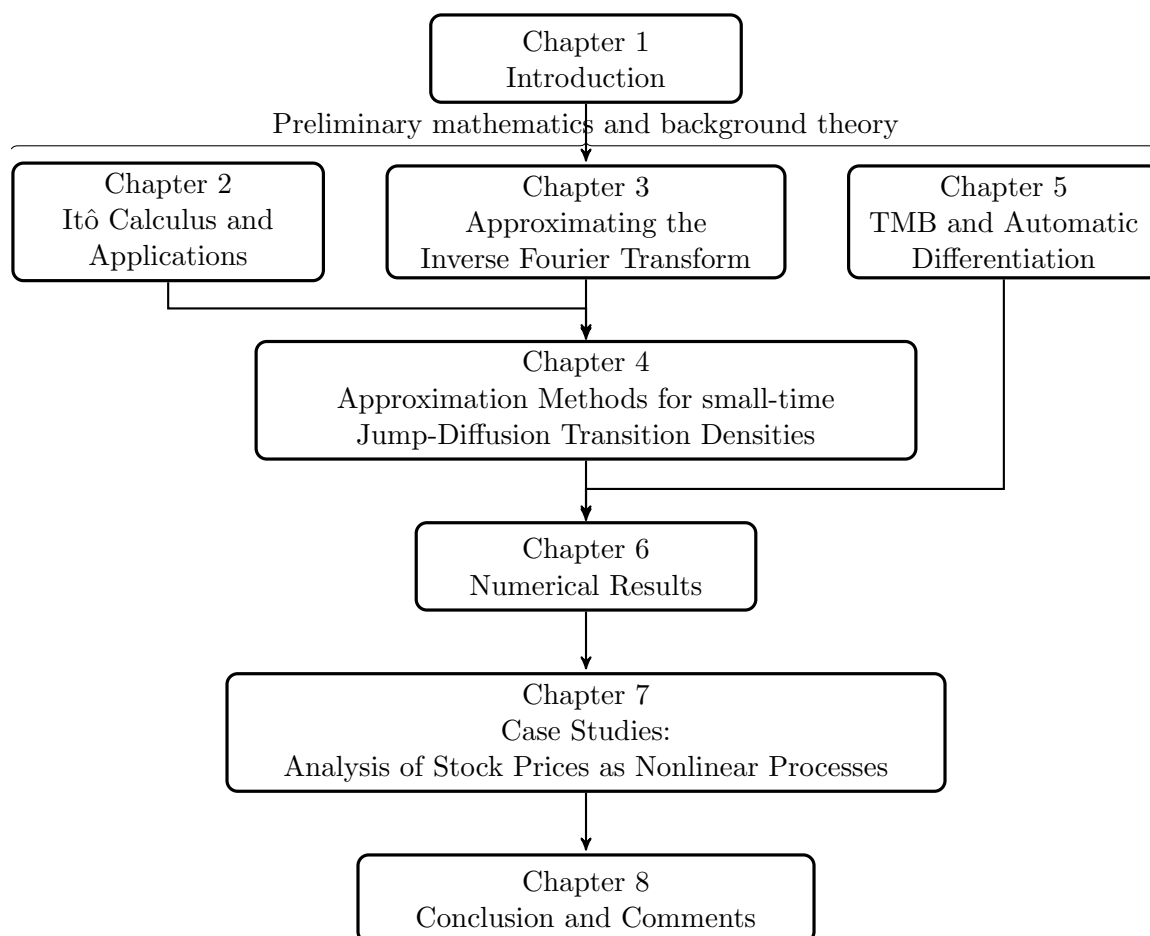 Chapter 1
Introduction
Preliminary mathematics and background theory
Chapter 2
Itô Calculus and
Applications
Chapter 3
Approximating the
Inverse Fourier Transform
Chapter 5
TMB and Automatic
Differentiation
Chapter 4
Approximation Methods for small-time
Jump-Diffusion Transition Densities
Chapter 6
Numerical Results
Chapter 7
Case Studies:
Analysis of Stock Prices as Nonlinear Processes
Chapter 8
Conclusion and Comments